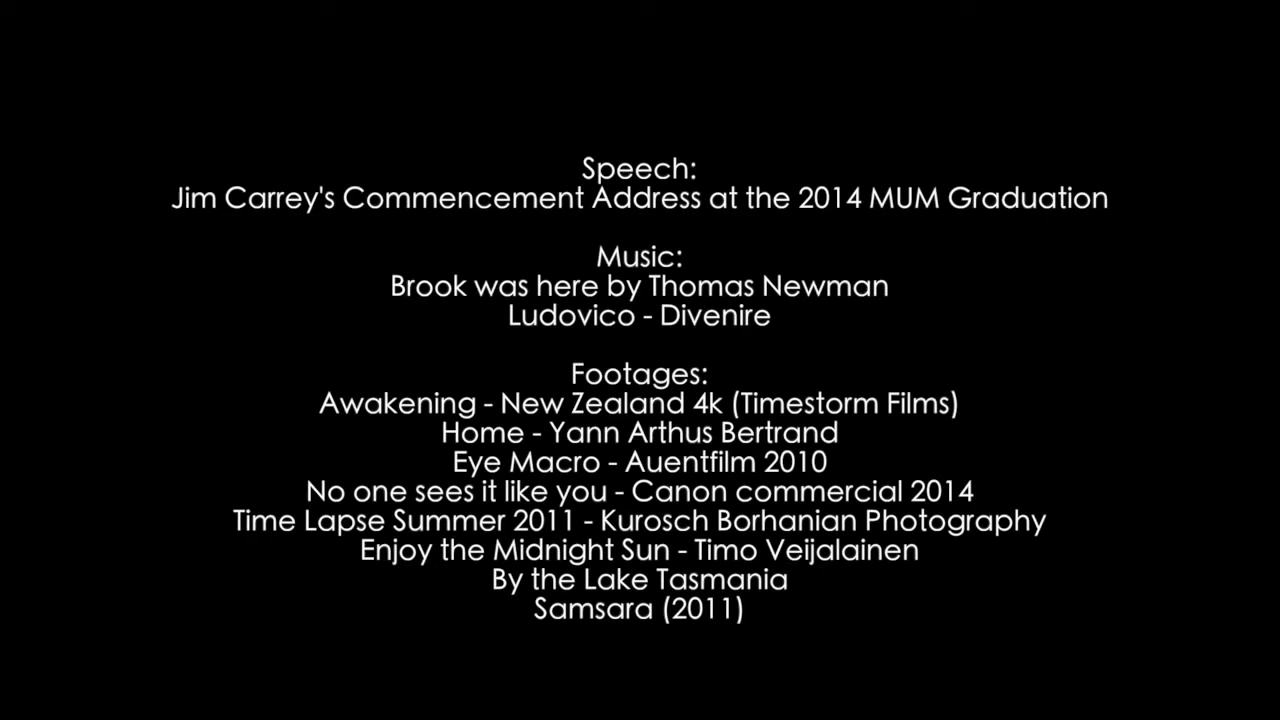 Speech:
Jim Carrey's Commencement Address at the 2014 MUM Graduation
Music:
Brook was here by Thomas Newman
Ludovico - Divenire
Footages:
Awakening - New Zealand 4k (Timestorm Films)
Home - Yann Arthus Bertrand
Eye Macro - Auentfilm 2010
No one sees it like you - Canon commercial 2014
Time Lapse Summer 2011 - Kurosch Borhanian Photography
Enjoy the Midnight Sun - Timo Veijalainen
By the Lake Tasmania
Samsara (2011)